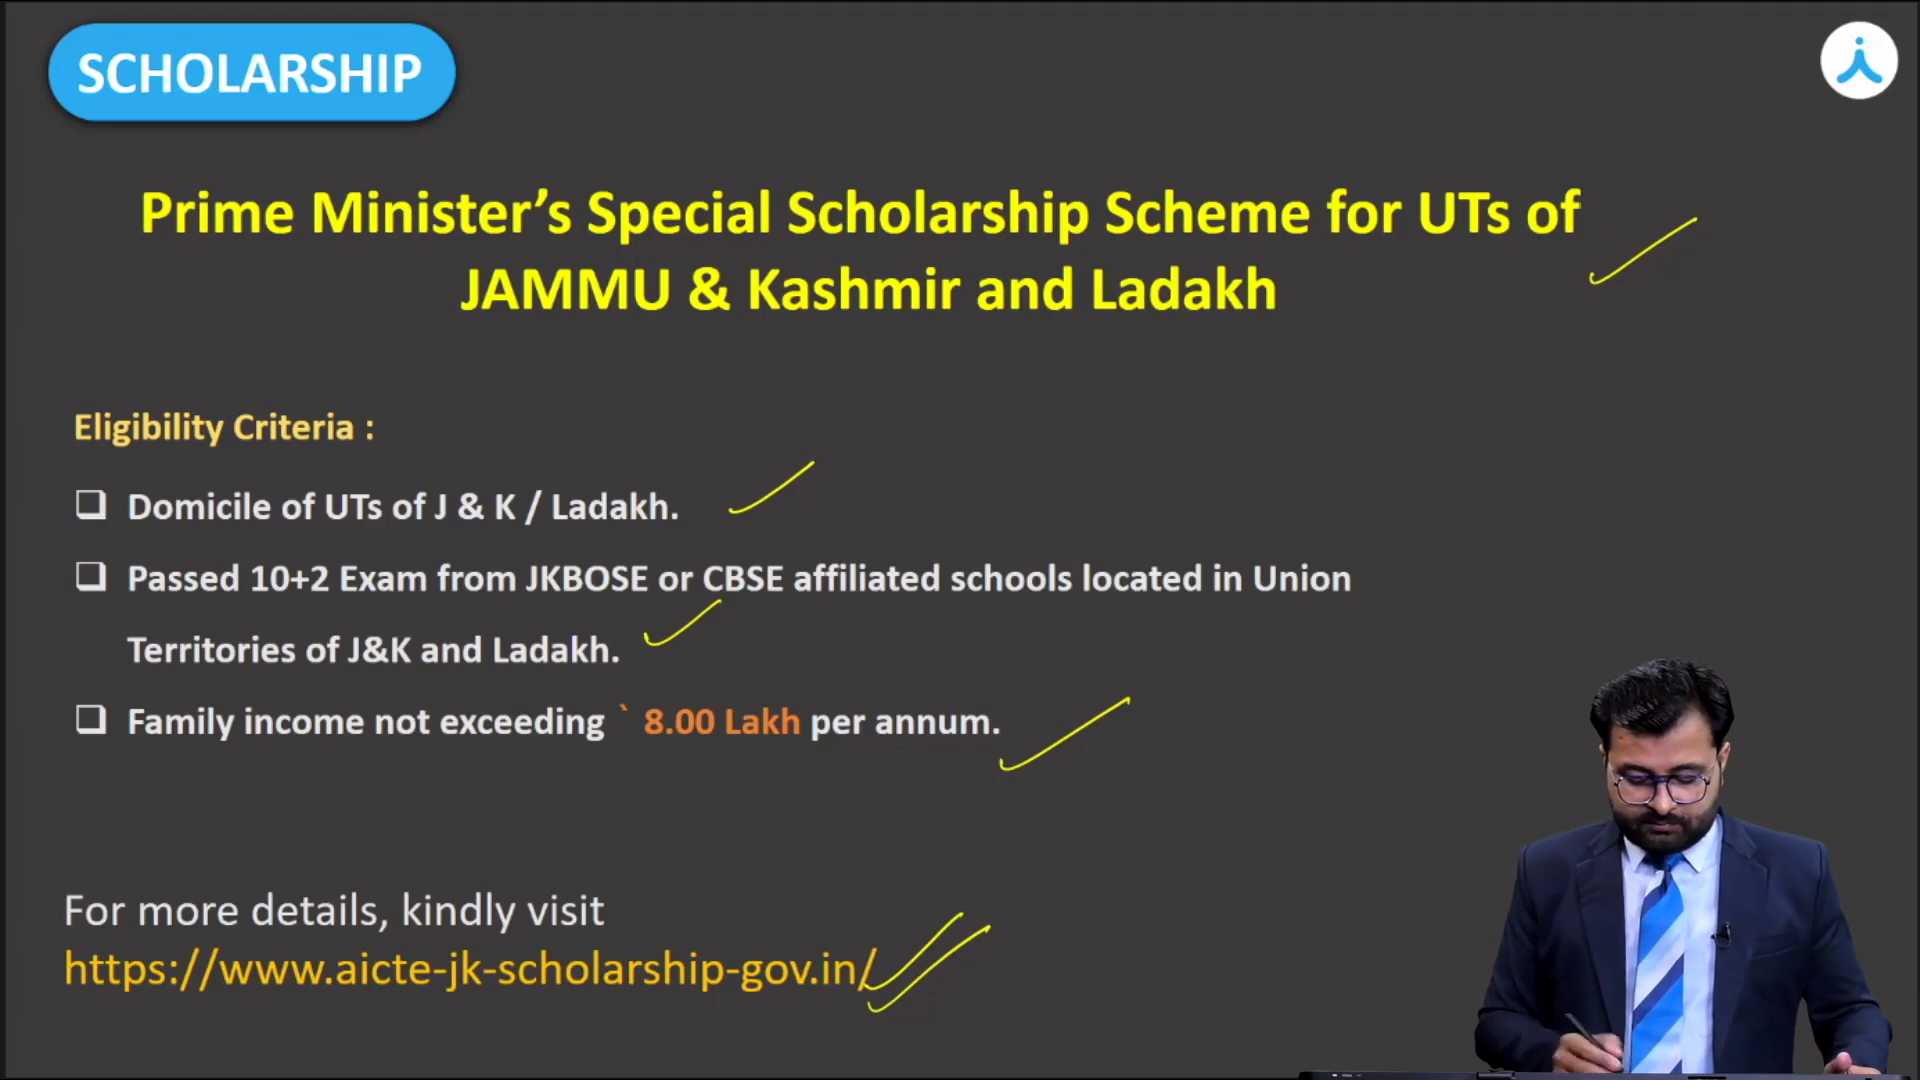 SCHOLARSHIP
Prime Minister’s Special Scholarship Scheme for UTs of
JAMMU & Kashmir and Ladakh
Eligibility Criteria :
Domicile of UTs of J & K / Ladakh.
Passed 10+2 Exam from JKBOSE or CBSE affiliated schools located in Union
Territories of J&K and Ladakh.
Family income not exceeding ` 8.00 Lakh per annum.
For more details, kindly visit
https://www.aicte-jk-scholarship-gov.in/